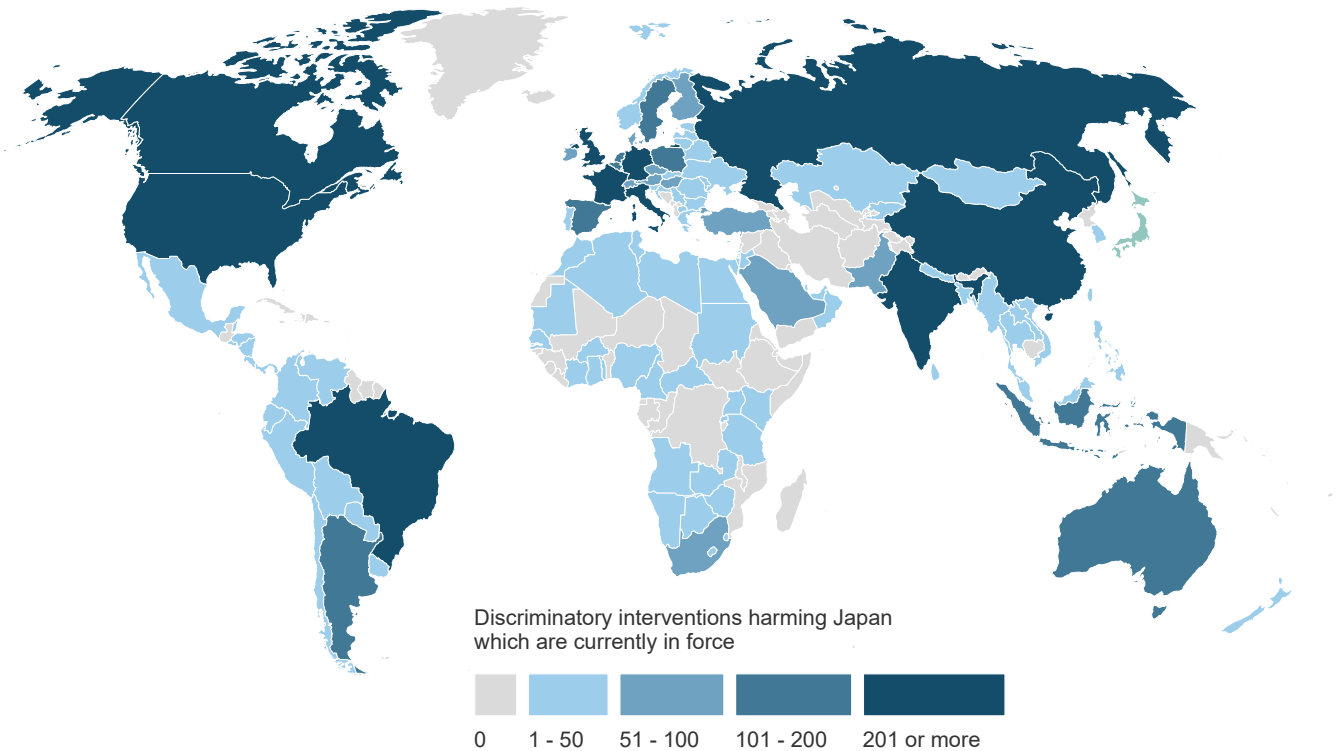 Discriminatory interventions harming Japan
which are currently in force
0 1 - 50 51 - 100 101 - 200 201 or more